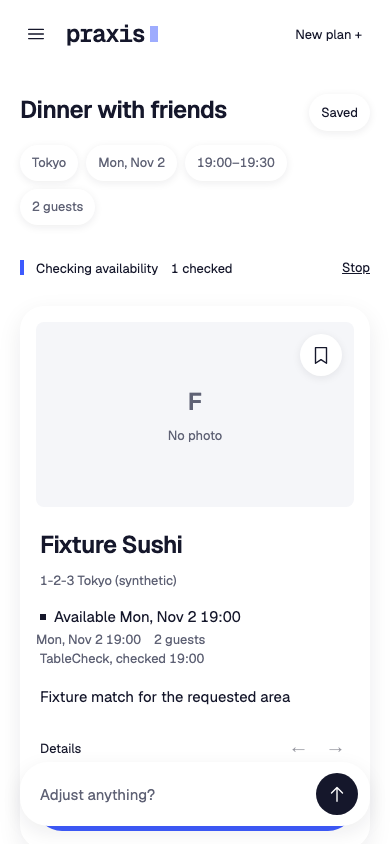 praxis
New plan +
Dinner with friends
Saved
Tokyo
Mon, Nov 2
19:00–19:30
2 guests
Checking availability 1 checked
Stop
F
No photo
Fixture Sushi
1-2-3 Tokyo (synthetic)
Available Mon, Nov 2 19:00
Mon, Nov 2 19:00 2 guests
TableCheck, checked 19:00
Fixture match for the requested area
Details ← →
Adjust anything?